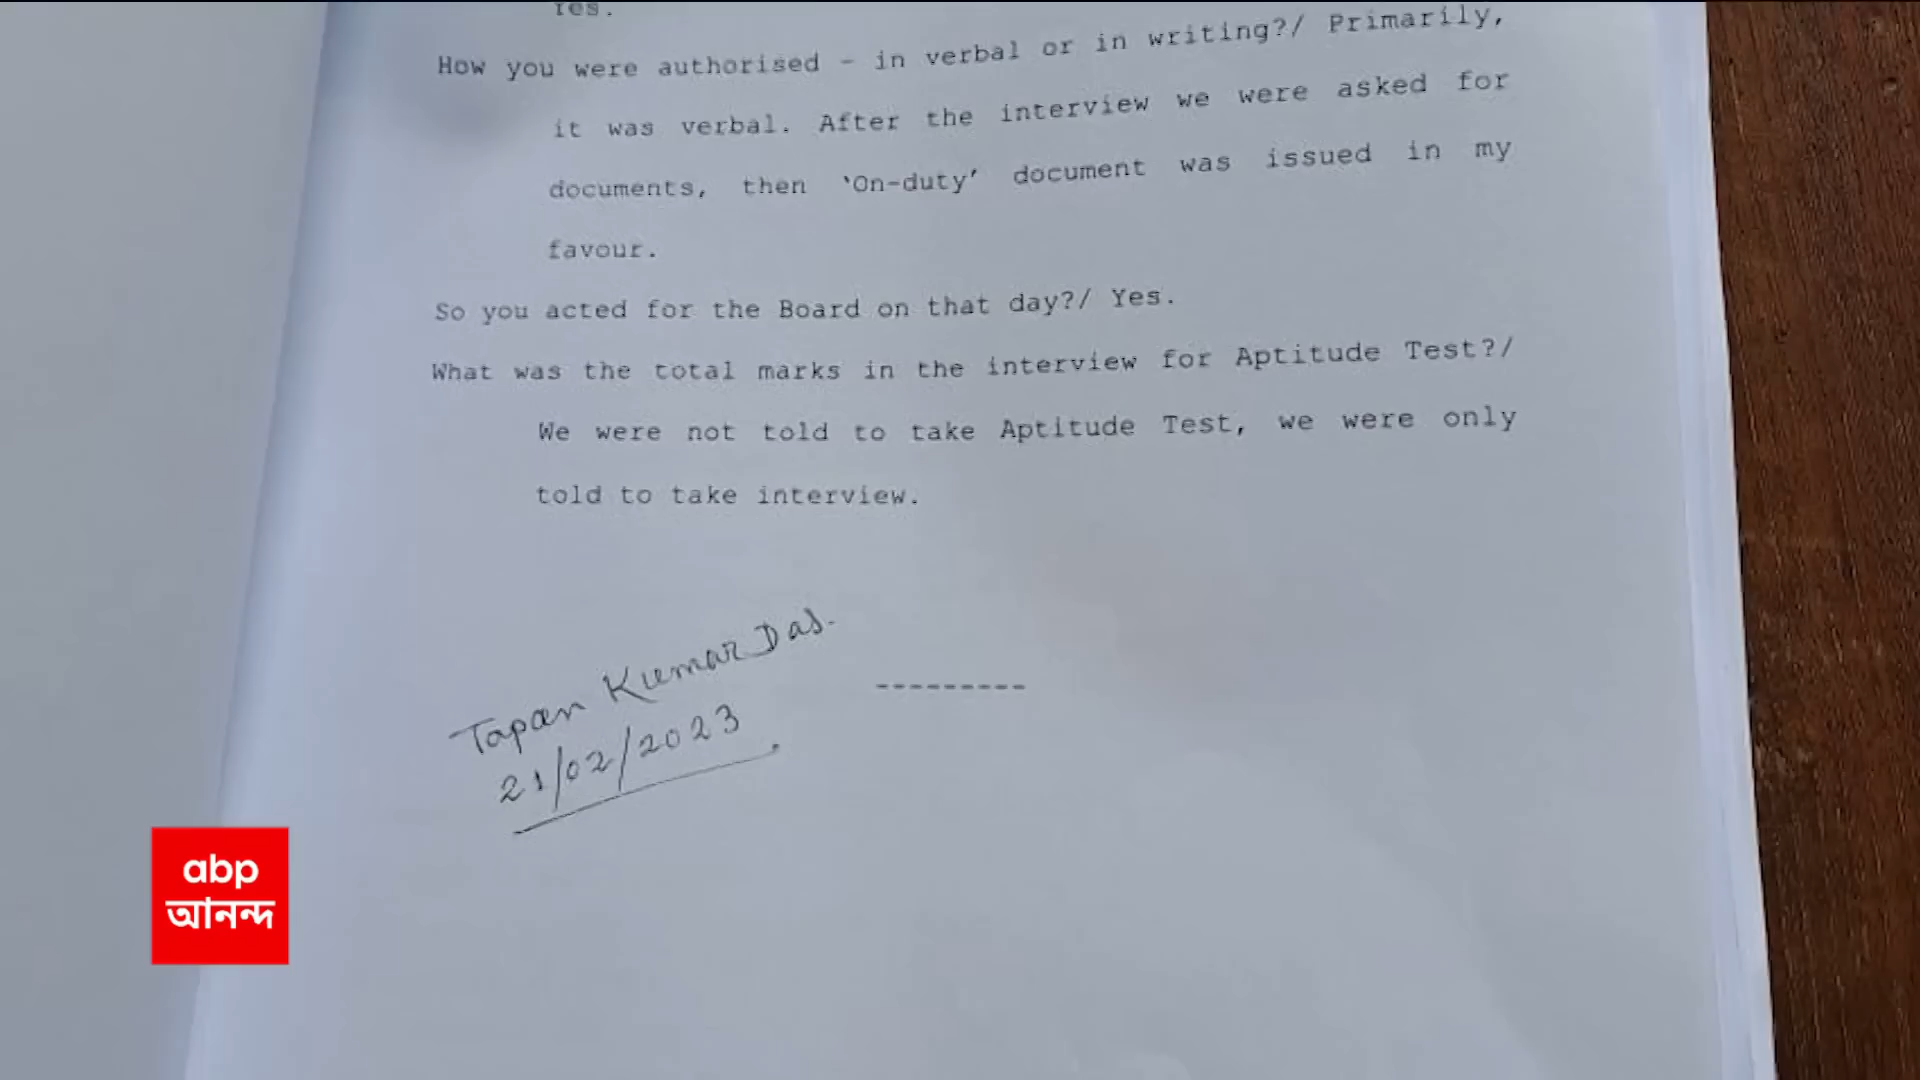 Yes.
How you were authorised - in verbal or in writing?/ Primarily,
it was verbal. After the interview we were asked for
documents, then 'On-duty' document was issued in my
favour.
So you acted for the Board on that day?/ Yes.
What was the total marks in the interview for Aptitude Test?/
We were not told to take Aptitude Test, we were only
told to take interview.
Tapan Kumar Das.
21/02/2023
---------
abp
আনন্দ